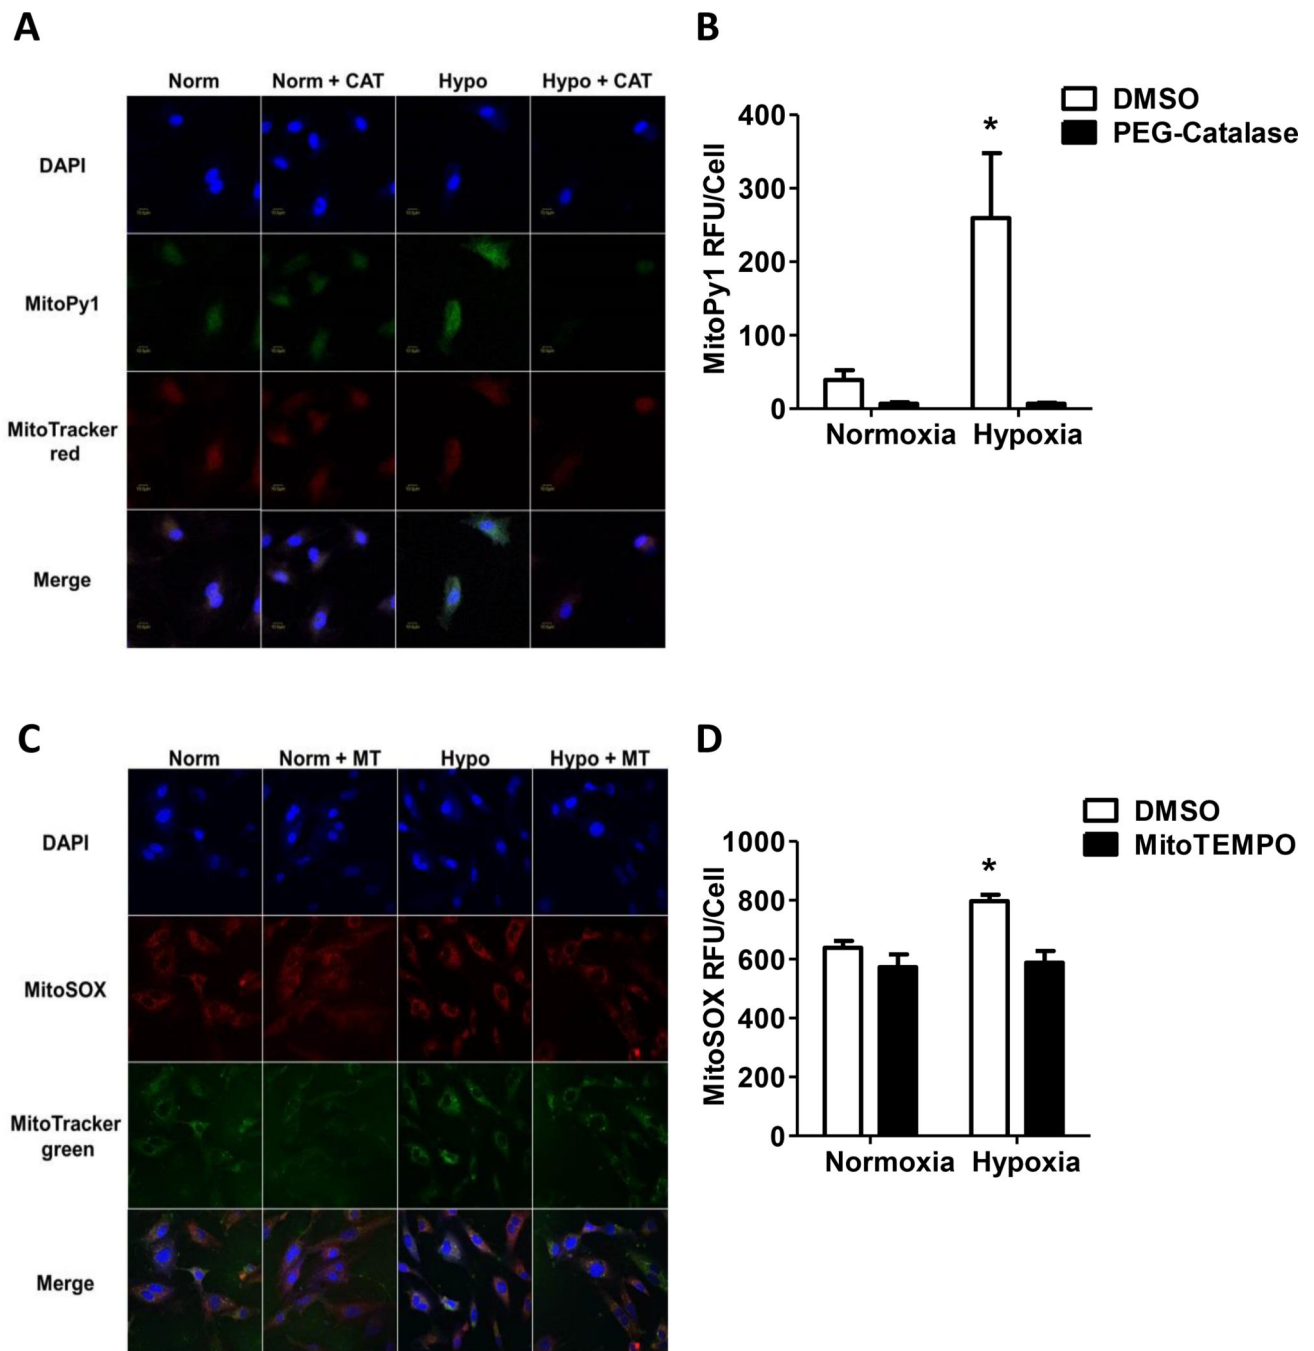 A
Norm Norm + CAT Hypo Hypo + CAT
DAPI
MitoPy1
MitoTracker
red
Merge
B
DMSO
PEG-Catalase
MitoPy1 RFU/Cell
400
300
200
100
0
*
Normoxia Hypoxia
C
Norm Norm + MT Hypo Hypo + MT
DAPI
MitoSOX
MitoTracker
green
Merge
D
DMSO
MitoTEMPO
MitoSOX RFU/Cell
1000
800
600
400
200
0
*
Normoxia Hypoxia